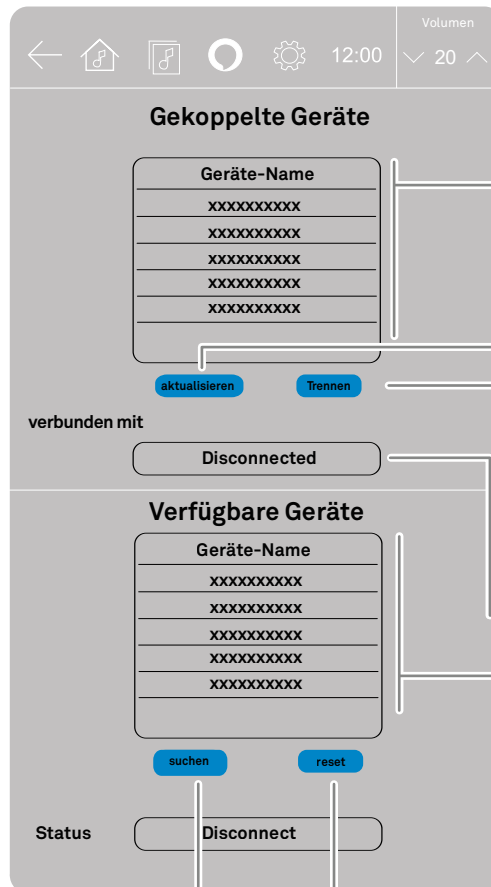 Volumen
12:00 20
Gekoppelte Geräte
Geräte-Name
xxxxxxxxxx
xxxxxxxxxx
xxxxxxxxxx
xxxxxxxxxx
xxxxxxxxxx
aktualisieren Trennen
verbunden mit
Disconnected
Verfügbare Geräte
Geräte-Name
xxxxxxxxxx
xxxxxxxxxx
xxxxxxxxxx
xxxxxxxxxx
xxxxxxxxxx
suchen reset
Status Disconnect